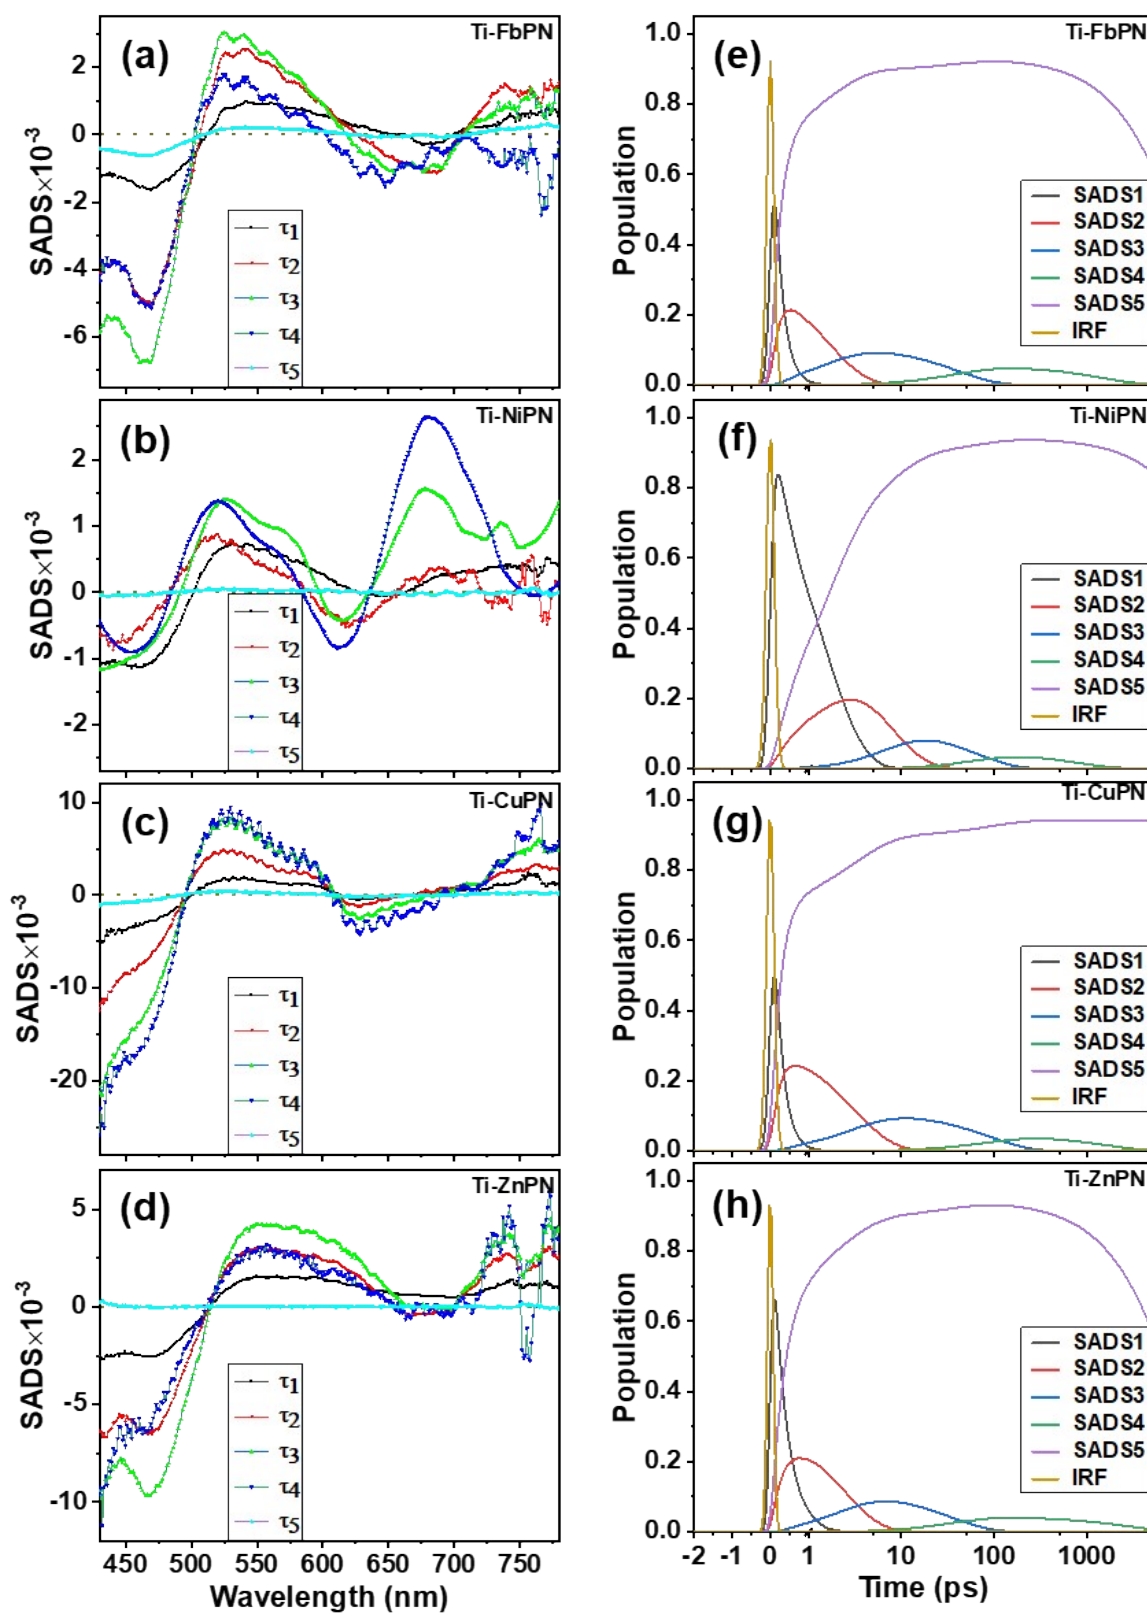 (a)
Ti-FbPN
SADS×10⁻³
2
0
-2
-4
-6
τ1
τ2
τ3
τ4
τ5
(e)
Ti-FbPN
Population
1.0
0.8
0.6
0.4
0.2
0.0
SADS1
SADS2
SADS3
SADS4
SADS5
IRF
(b)
Ti-NiPN
SADS×10⁻³
2
1
0
-1
-2
τ1
τ2
τ3
τ4
τ5
(f)
Ti-NiPN
Population
1.0
0.8
0.6
0.4
0.2
0.0
SADS1
SADS2
SADS3
SADS4
SADS5
IRF
(c)
Ti-CuPN
SADS×10⁻³
10
0
-10
-20
τ1
τ2
τ3
τ4
τ5
(g)
Ti-CuPN
Population
1.0
0.8
0.6
0.4
0.2
0.0
SADS1
SADS2
SADS3
SADS4
SADS5
IRF
(d)
Ti-ZnPN
SADS×10⁻³
5
0
-5
-10
τ1
τ2
τ3
τ4
τ5
450 500 550 600 650 700 750
Wavelength (nm)
(h)
Ti-ZnPN
Population
1.0
0.8
0.6
0.4
0.2
0.0
SADS1
SADS2
SADS3
SADS4
SADS5
IRF
-2 -1 0 1 10 100 1000
Time (ps)